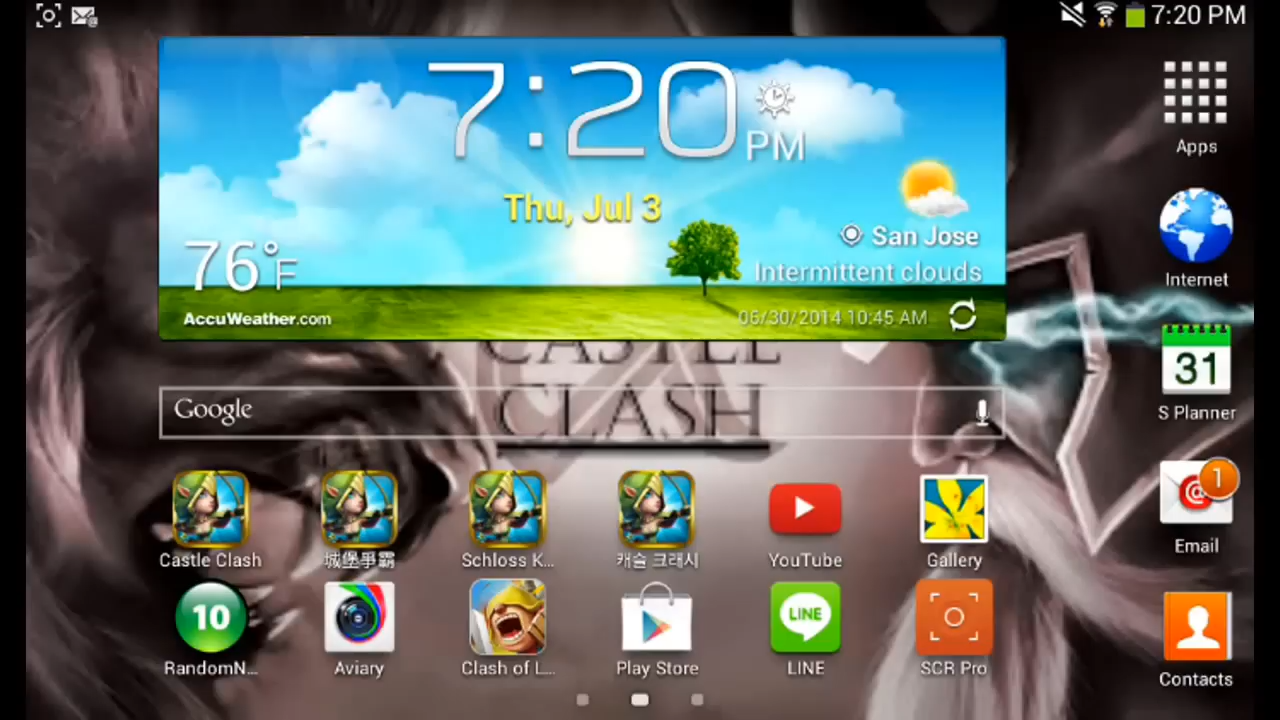 7:20 PM
7:20 PM
Thu, Jul 3
76°F
San Jose
Intermittent clouds
AccuWeather.com
06/30/2014 10:45 AM
CASTLE
CLASH
Google
Apps
Internet
31
S Planner
1
@
Email
Contacts
Castle Clash
城堡爭霸
Schloss K...
캐슬 크래시
YouTube
Gallery
10
LINE
RandomN...
Aviary
Clash of L...
Play Store
LINE
SCR Pro